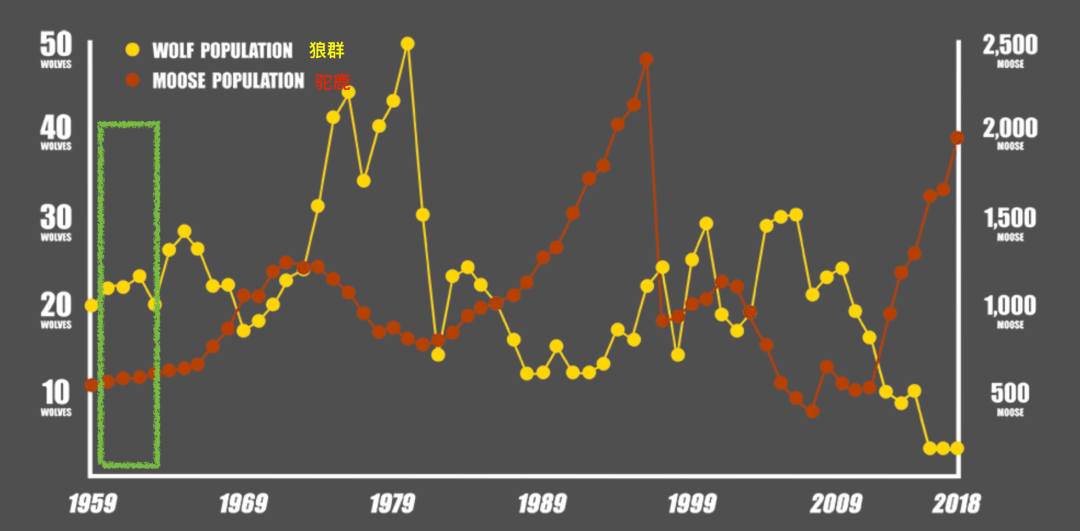 50
WOLVES
WOLF POPULATION 狼群
MOOSE POPULATION 驼鹿
2,500
MOOSE
40
WOLVES
2,000
MOOSE
30
WOLVES
1,500
MOOSE
20
WOLVES
1,000
MOOSE
10
WOLVES
500
MOOSE
1959 1969 1979 1989 1999 2009 2018